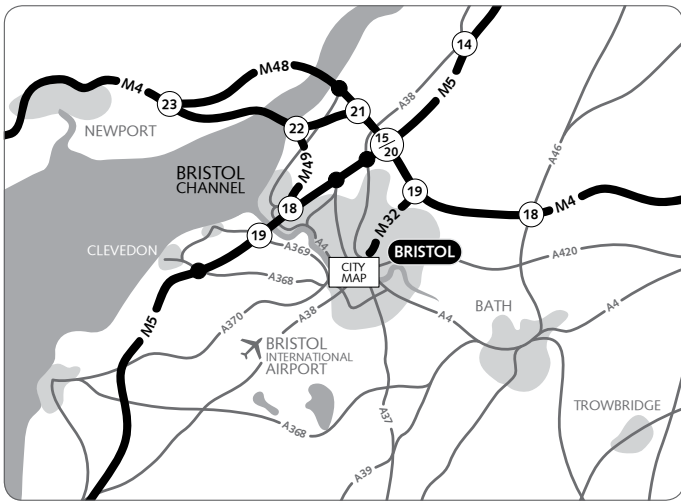 14
M48
M4
M5
A38
23
21
22
15
20
NEWPORT
A46
BRISTOL
CHANNEL
M49
19
18
18
M4
M32
19
A4
A369
CLEVEDON
BRISTOL
A420
CITY
MAP
A368
BATH
A4
A38
A4
A370
M5
BRISTOL
INTERNATIONAL
AIRPORT
TROWBRIDGE
A37
A368
A39